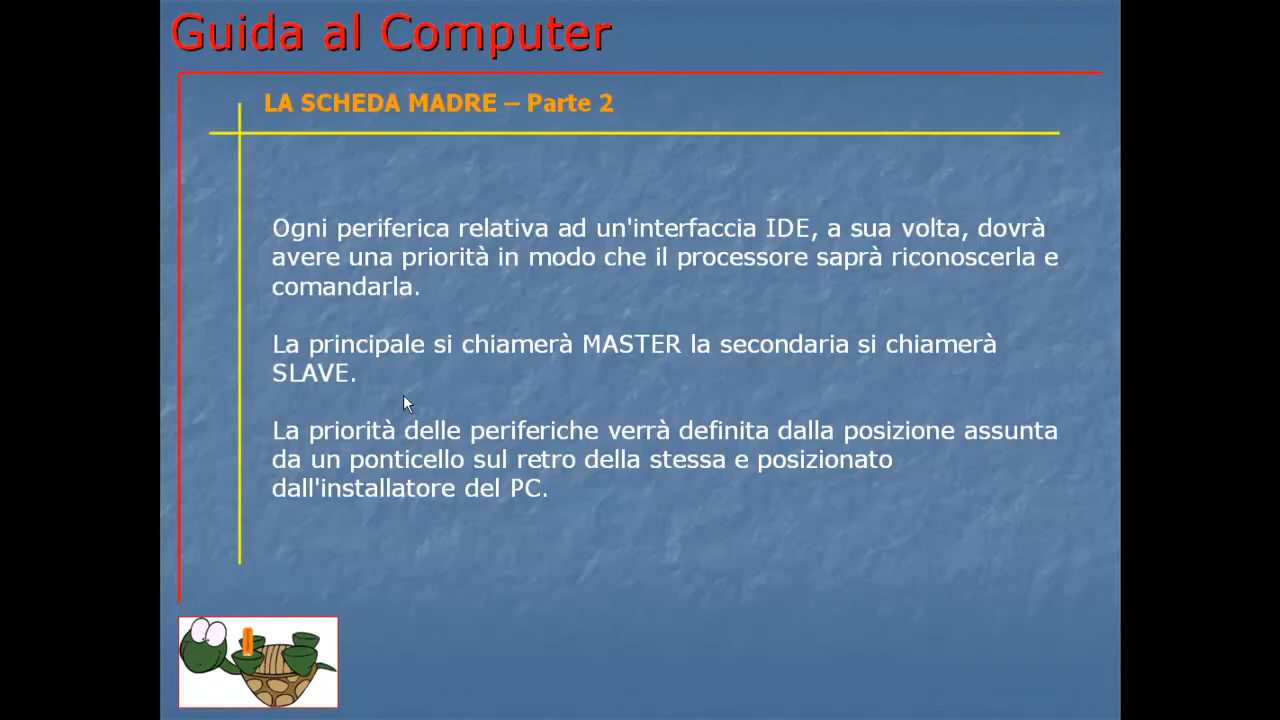 Guida al Computer
LA SCHEDA MADRE – Parte 2
Ogni periferica relativa ad un'interfaccia IDE, a sua volta, dovrà
avere una priorità in modo che il processore saprà riconoscerla e
comandarla.
La principale si chiamerà MASTER la secondaria si chiamerà
SLAVE.
La priorità delle periferiche verrà definita dalla posizione assunta
da un ponticello sul retro della stessa e posizionato
dall'installatore del PC.